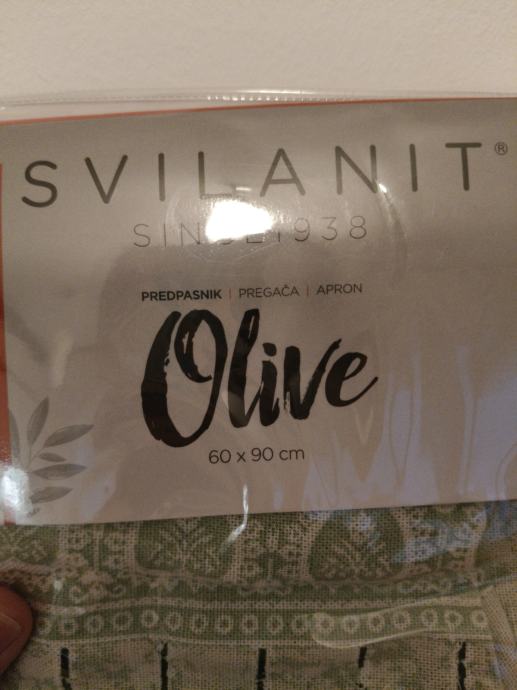 SVILANIT®
SINCE 1938
PREDPASNIK | PREGAČA | APRON
Olive
60 x 90 cm